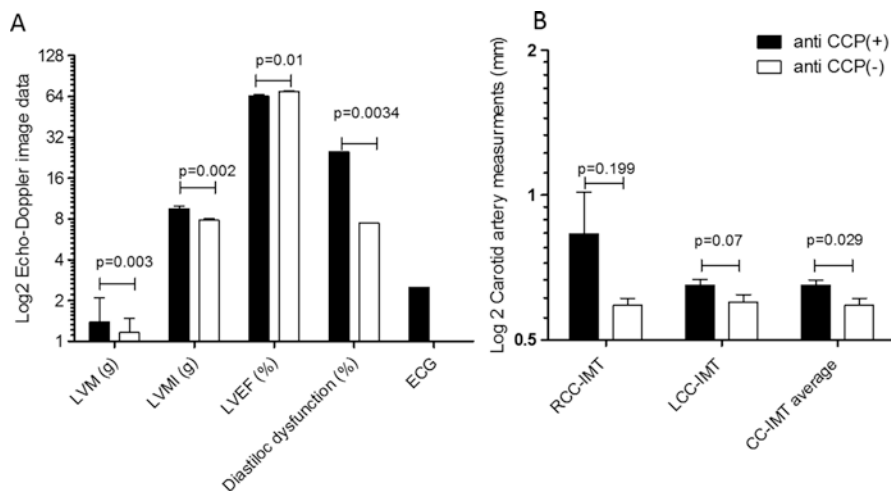 A
Log2 Echo-Doppler image data
128
64
32
16
8
4
2
1
p=0.003
p=0.002
p=0.01
p=0.0034
LVM (g)
LVMI (g)
LVEF (%)
Diastiloc dysfunction (%)
ECG
B
Log 2 Carotid artery measurments (mm)
2
1
0.5
anti CCP(+)
anti CCP(-)
p=0.199
p=0.07
p=0.029
RCC-IMT
LCC-IMT
CC-IMT average